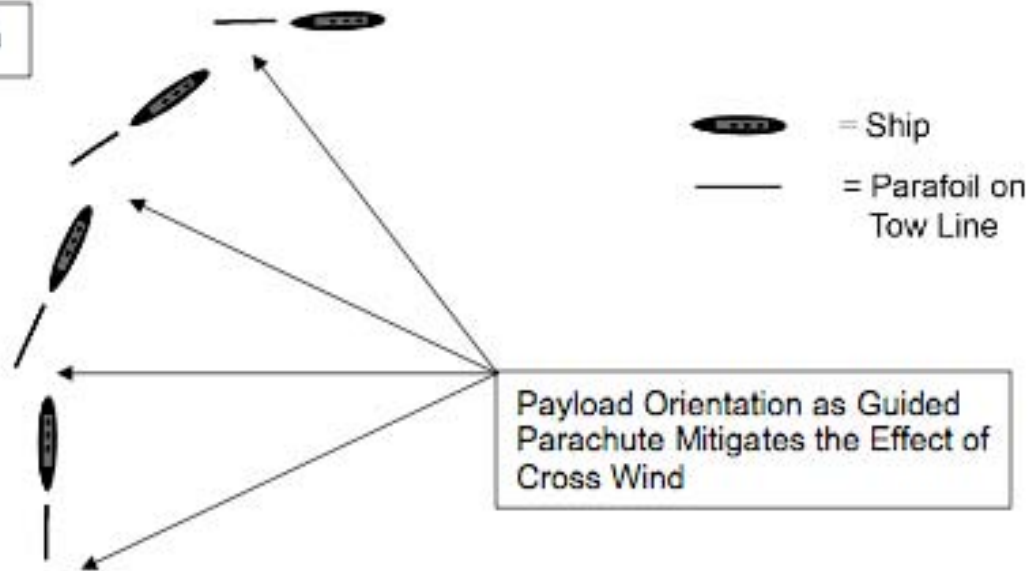 = Ship
= Parafoil on
Tow Line
Payload Orientation as Guided
Parachute Mitigates the Effect of
Cross Wind